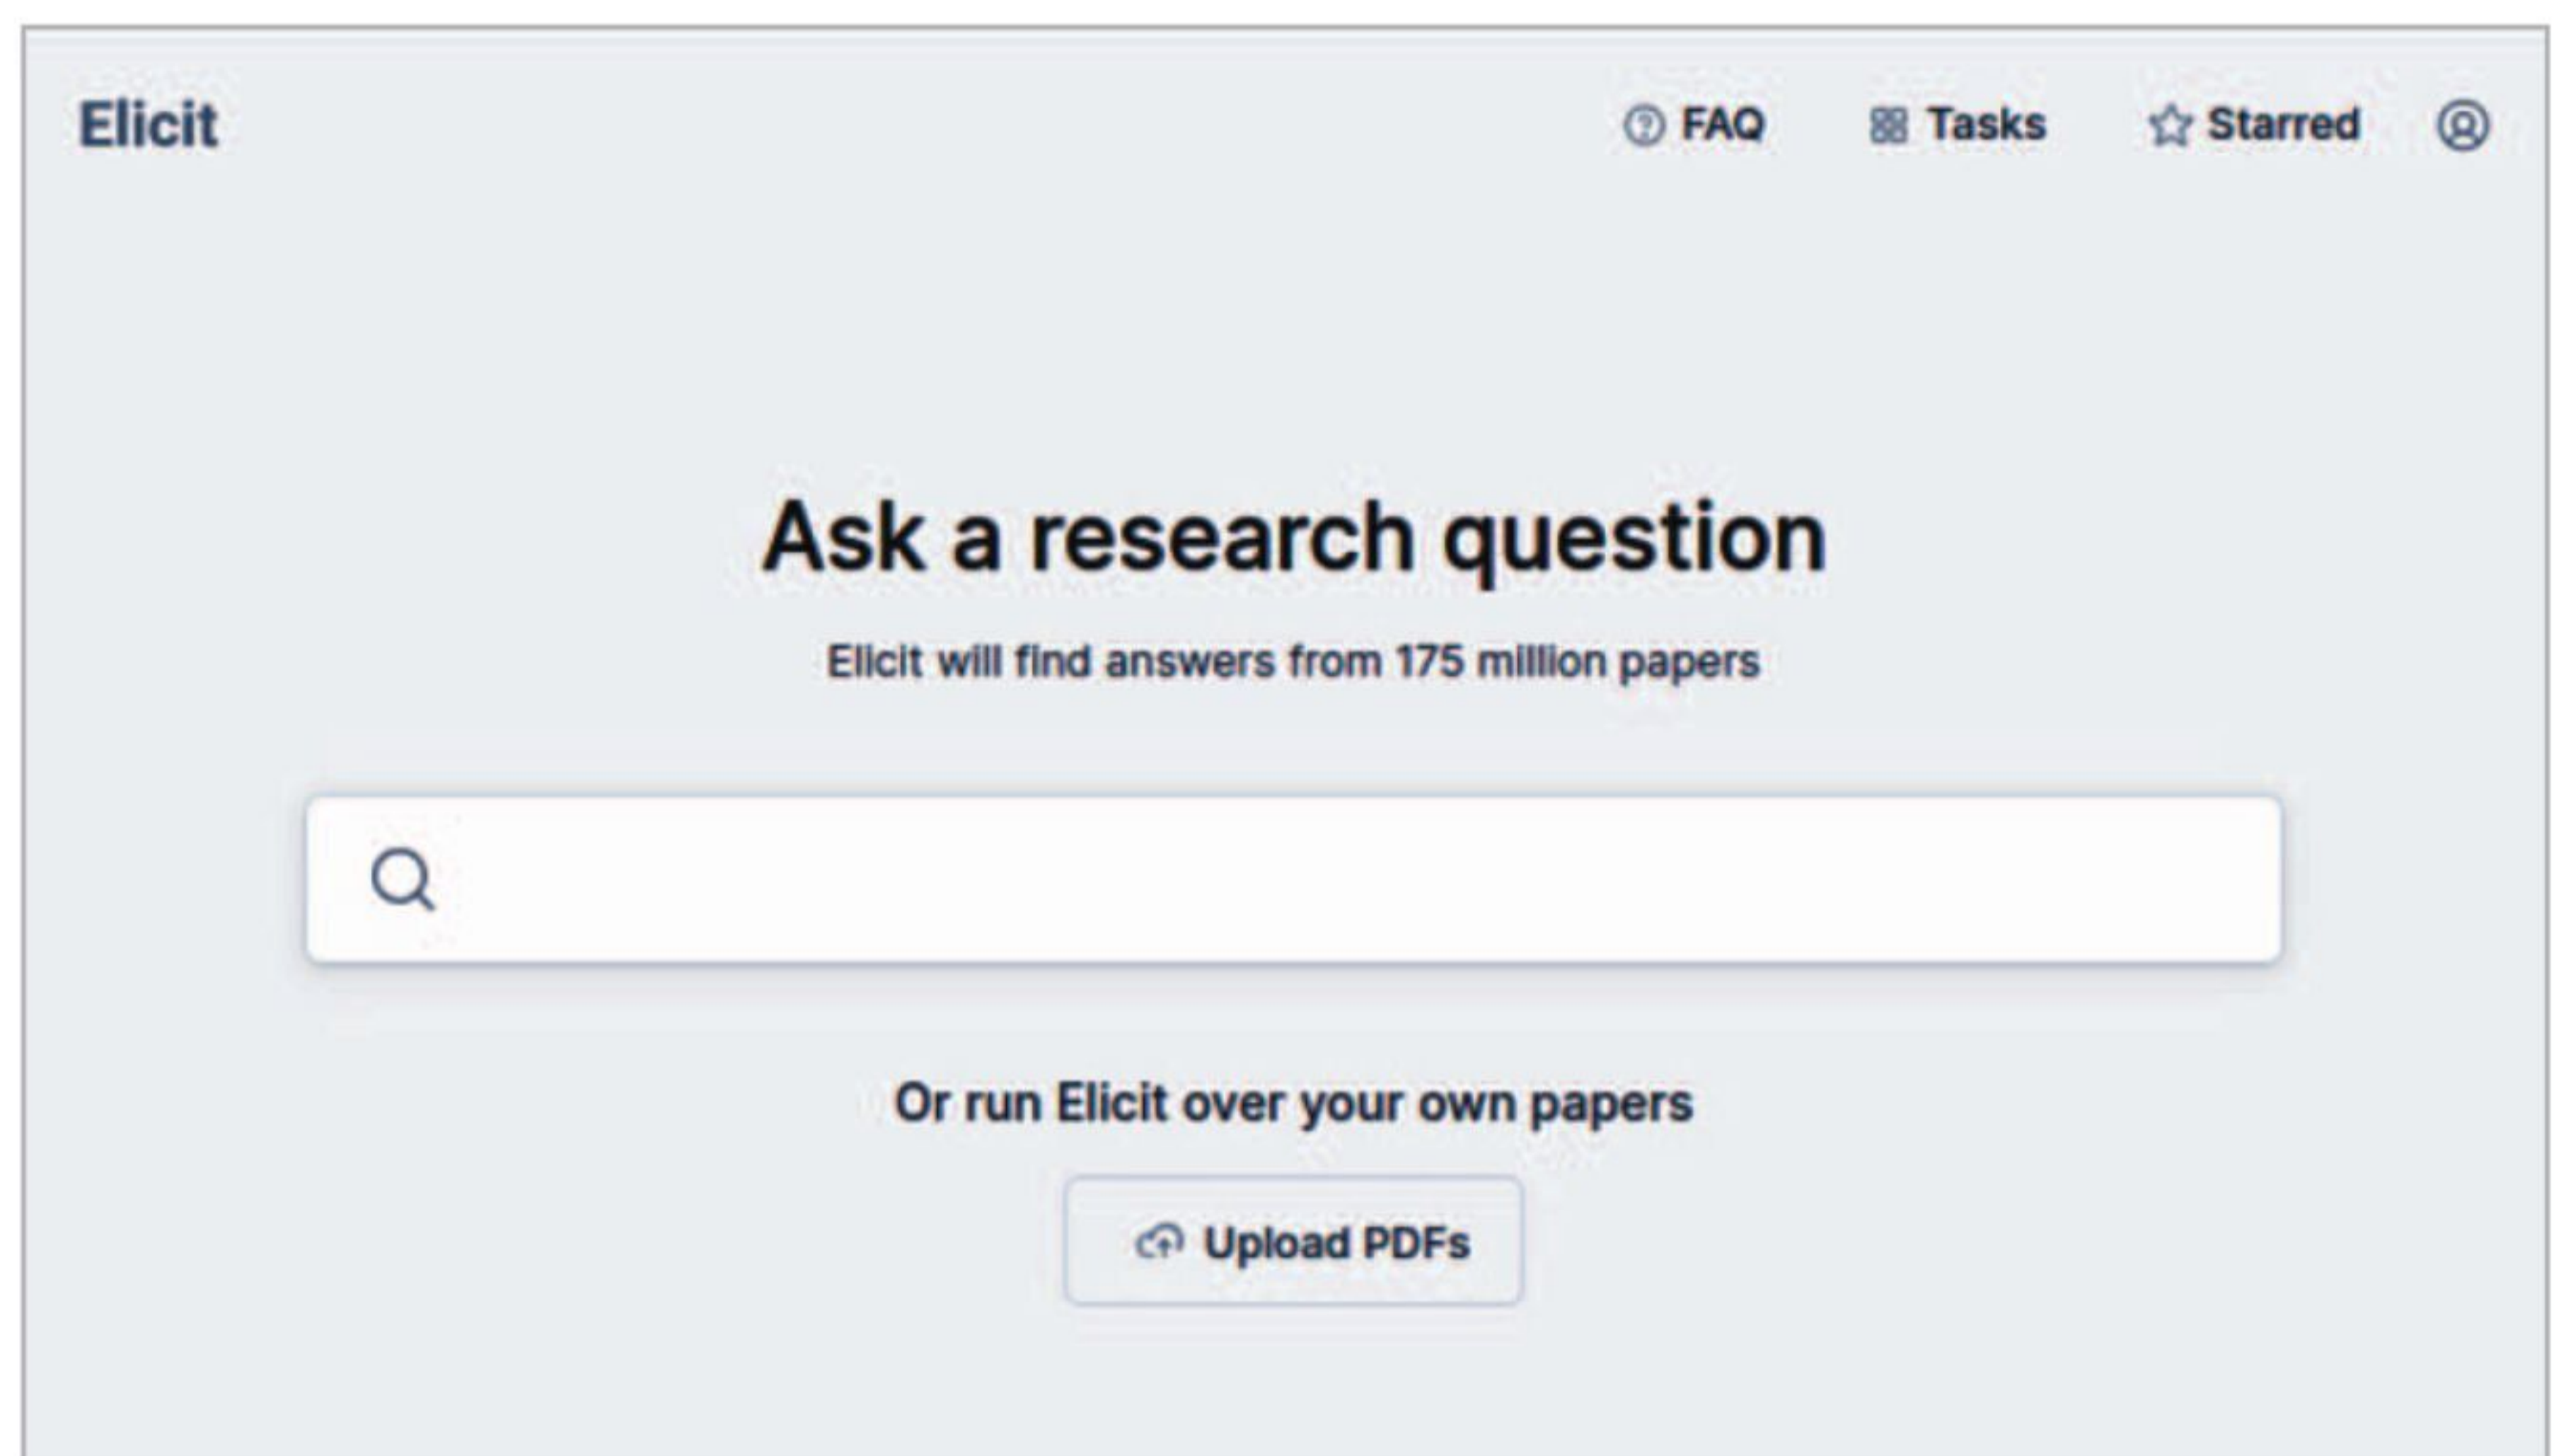 Elicit
FAQ Tasks Starred
Ask a research question
Elicit will find answers from 175 million papers
Or run Elicit over your own papers
Upload PDFs